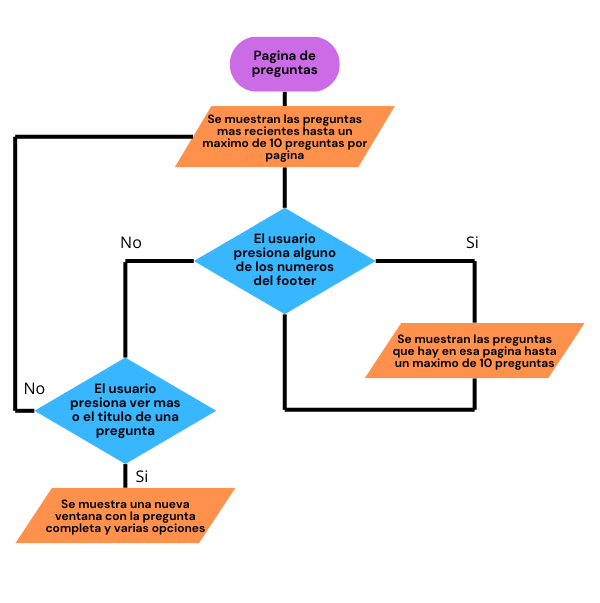 Pagina de
preguntas
Se muestran las preguntas
mas recientes hasta un
maximo de 10 preguntas por
pagina
No
El usuario
presiona alguno
de los numeros
del footer
Si
Se muestran las preguntas
que hay en esa pagina hasta
un maximo de 10 preguntas
No
El usuario
presiona ver mas
o el titulo de una
pregunta
Si
Se muestra una nueva
ventana con la pregunta
completa y varias opciones